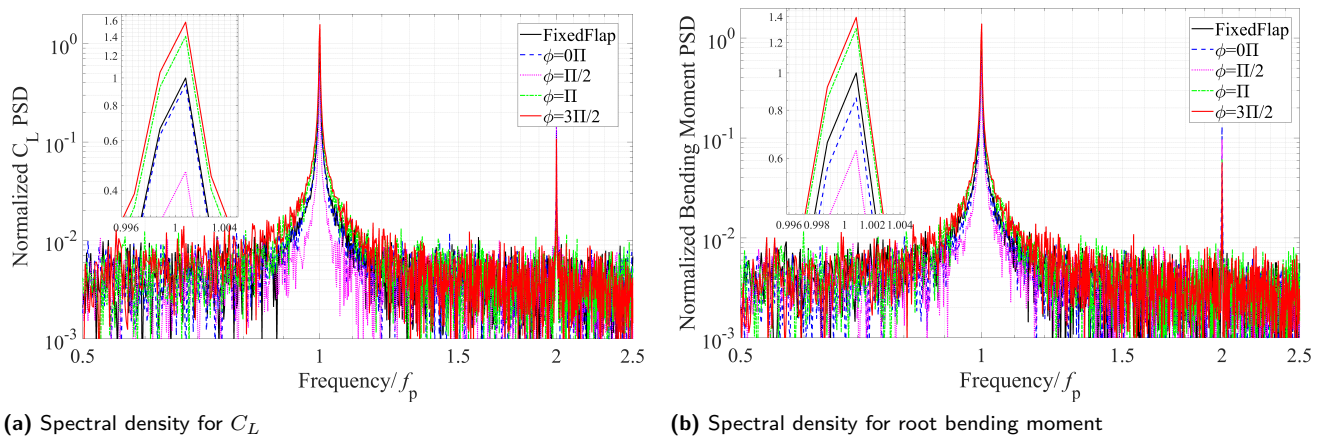 Normalized C_L PSD
10^0
10^-1
10^-2
10^-3
1.6
1.4
1.2
1
0.8
0.6
0.4
0.996
1
1.004
FixedFlap
ϕ=0Π
ϕ=Π/2
ϕ=Π
ϕ=3Π/2
0.5
1
1.5
2
2.5
Frequency/ f_p
(a) Spectral density for C_L
Normalized Bending Moment PSD
10^0
10^-1
10^-2
10^-3
1.4
1.2
1
0.8
0.6
0.996 0.998 1 1.002 1.004
FixedFlap
ϕ=0Π
ϕ=Π/2
ϕ=Π
ϕ=3Π/2
0.5
1
1.5
2
2.5
Frequency/ f_p
(b) Spectral density for root bending moment